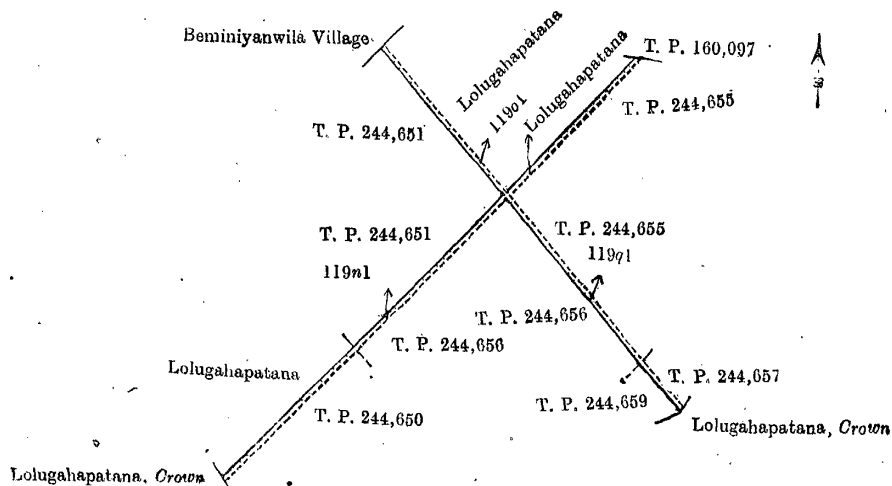 Beminiyanwila Village
Lolugahapatana
119o1
Lolugahapatana
T. P. 160,097
T. P. 244,655
T. P. 244,651
T. P. 244,651
119n1
T. P. 244,655
119q1
T. P. 244,656
T. P. 244,656
Lolugahapatana
T. P. 244,650
T. P. 244,657
T. P. 244,659
Lolugahapatana, Crown
Lolugahapatana, Crown